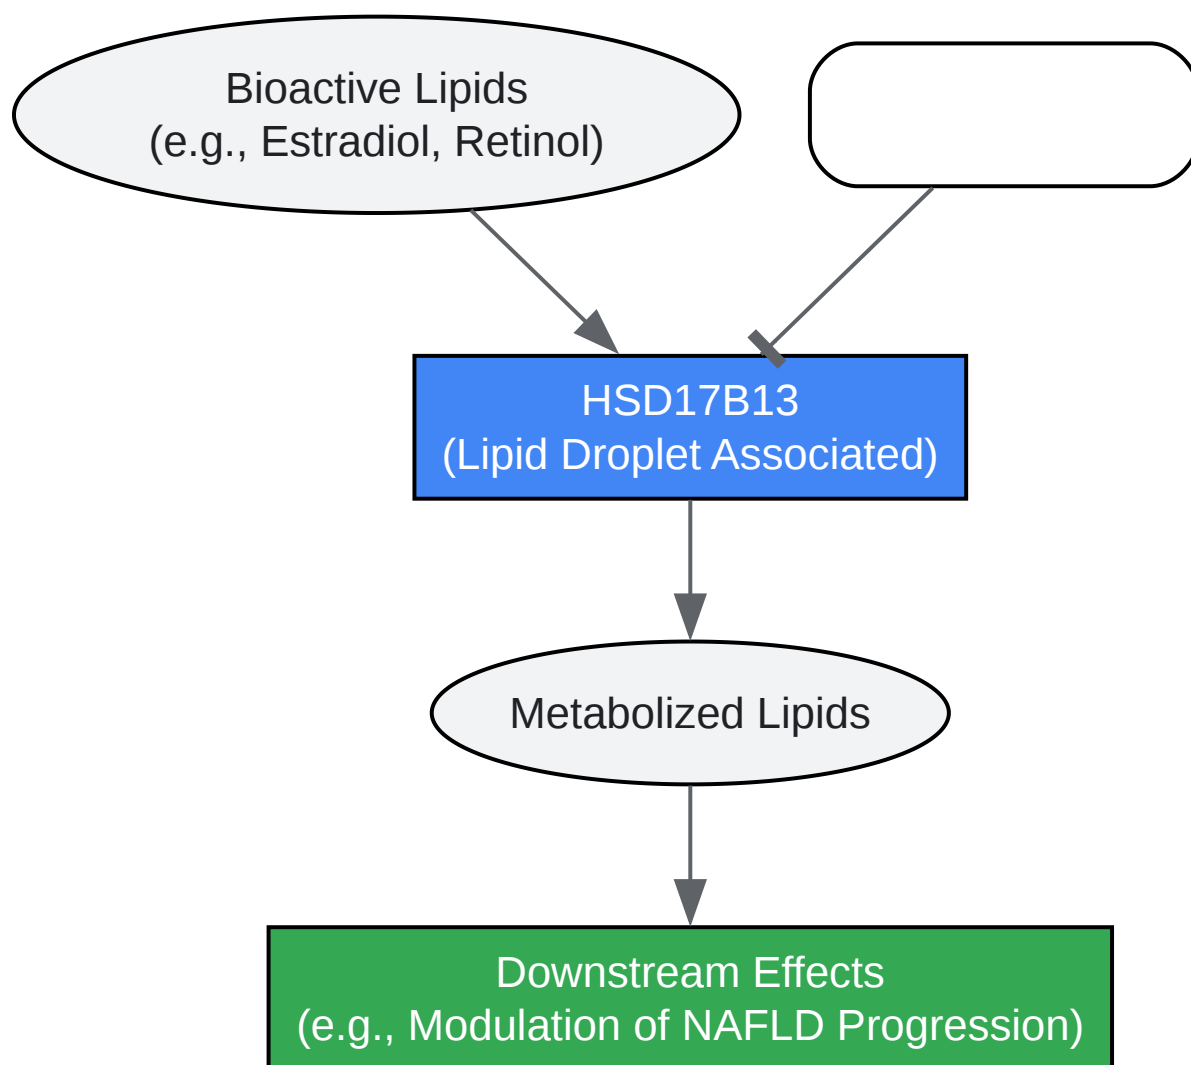 Bioactive Lipids
(e.g., Estradiol, Retinol)
HSD17B13
(Lipid Droplet Associated)
Metabolized Lipids
Downstream Effects
(e.g., Modulation of NAFLD Progression)